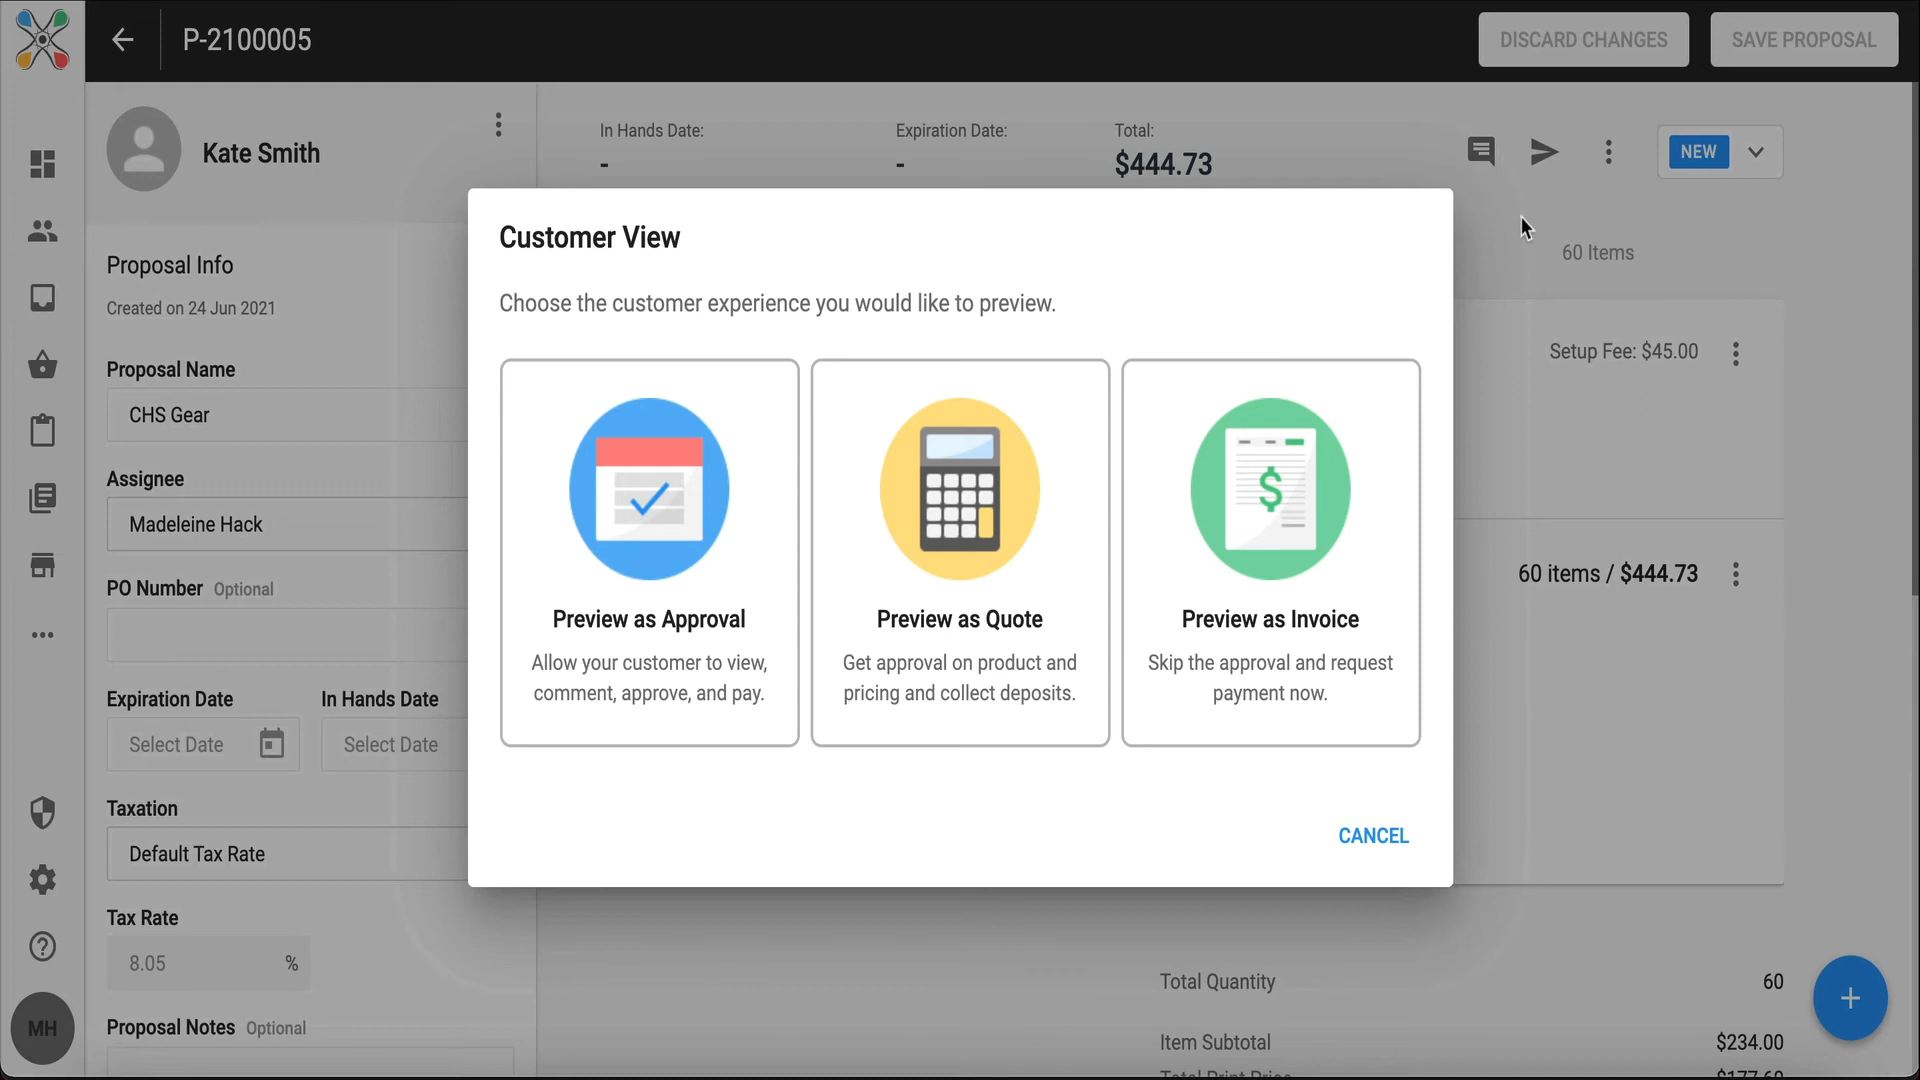 P-2100005
DISCARD CHANGES
SAVE PROPOSAL
Kate Smith
In Hands Date:
-
Expiration Date:
-
Total:
$444.73
NEW
60 Items
Proposal Info
Created on 24 Jun 2021
Proposal Name
CHS Gear
Assignee
Madeleine Hack
PO Number Optional
Expiration Date
In Hands Date
Select Date
Select Date
Taxation
Default Tax Rate
Tax Rate
8.05 %
Proposal Notes Optional
MH
Customer View
Choose the customer experience you would like to preview.
Preview as Approval
Allow your customer to view,
comment, approve, and pay.
Preview as Quote
Get approval on product and
pricing and collect deposits.
Preview as Invoice
Skip the approval and request
payment now.
CANCEL
Setup Fee: $45.00
60 items / $444.73
Total Quantity 60
Item Subtotal $234.00
Total Print Price $177.60